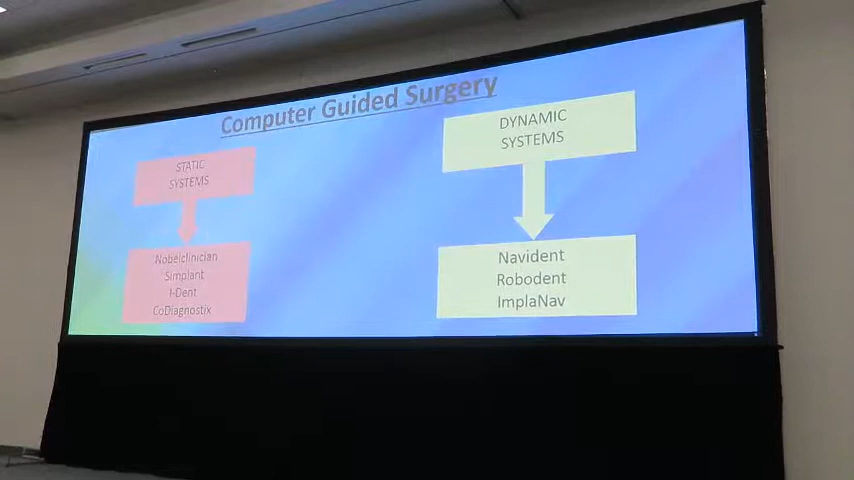 Computer Guided Surgery
STATIC
SYSTEMS
Nobelclinician
Simplant
I-Dent
CoDiagnostix
DYNAMIC
SYSTEMS
Navident
Robodent
ImplaNav